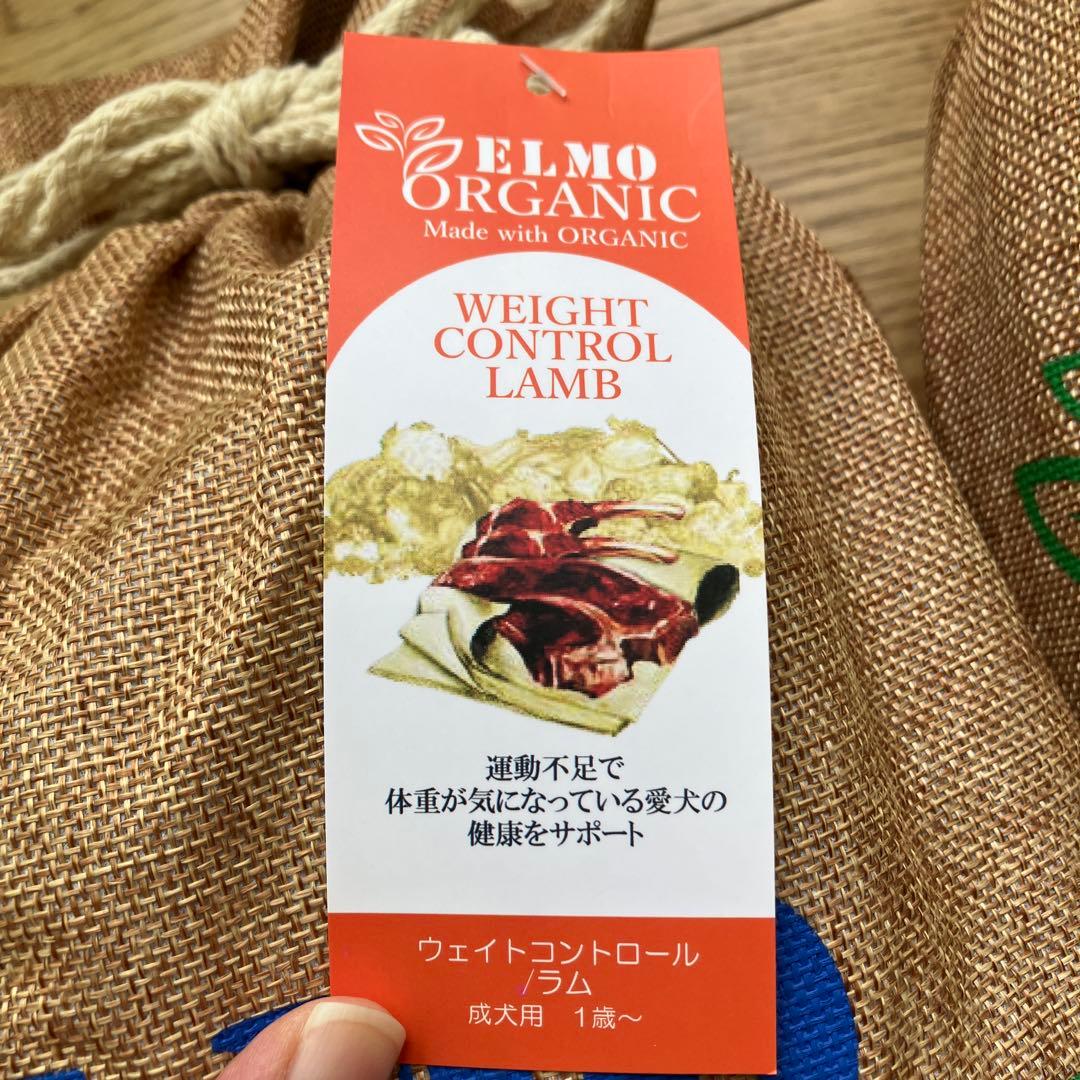 ELMO
ORGANIC
Made with ORGANIC
WEIGHT
CONTROL
LAMB
運動不足で
体重が気になっている愛犬の
健康をサポート
ウェイトコントロール
/ラム
成犬用　1歳～